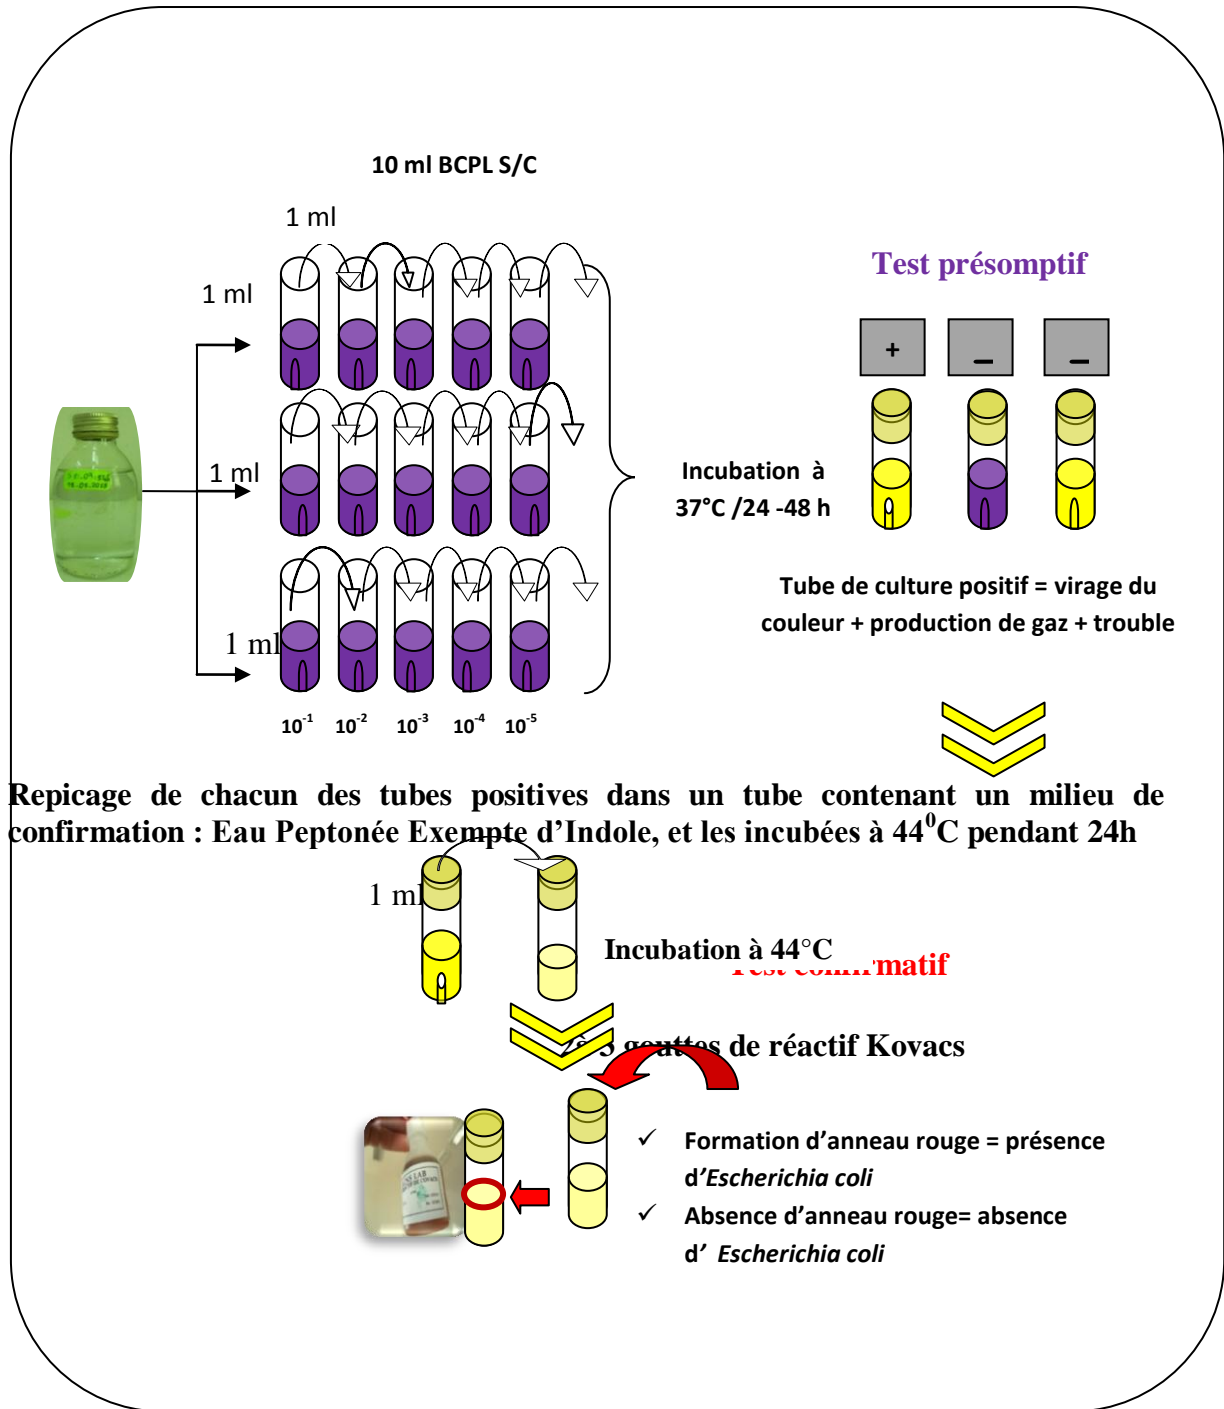 10 ml BCPL S/C
1 ml
1 ml
Test présomptif
+
_
_
1 ml
Incubation à
37°C /24 -48 h
Tube de culture positif = virage du
couleur + production de gaz + trouble
1 ml
10⁻¹ 10⁻² 10⁻³ 10⁻⁴ 10⁻⁵
Repicage de chacun des tubes positives dans un tube contenant un milieu de
confirmation : Eau Peptonée Exempte d’Indole, et les incubées à 44⁰C pendant 24h
1 ml
Incubation à 44°C
Test confirmatif
gouttes de réactif Kovacs
✓ Formation d’anneau rouge = présence
d’Escherichia coli
✓ Absence d’anneau rouge= absence
d’ Escherichia coli
LAB